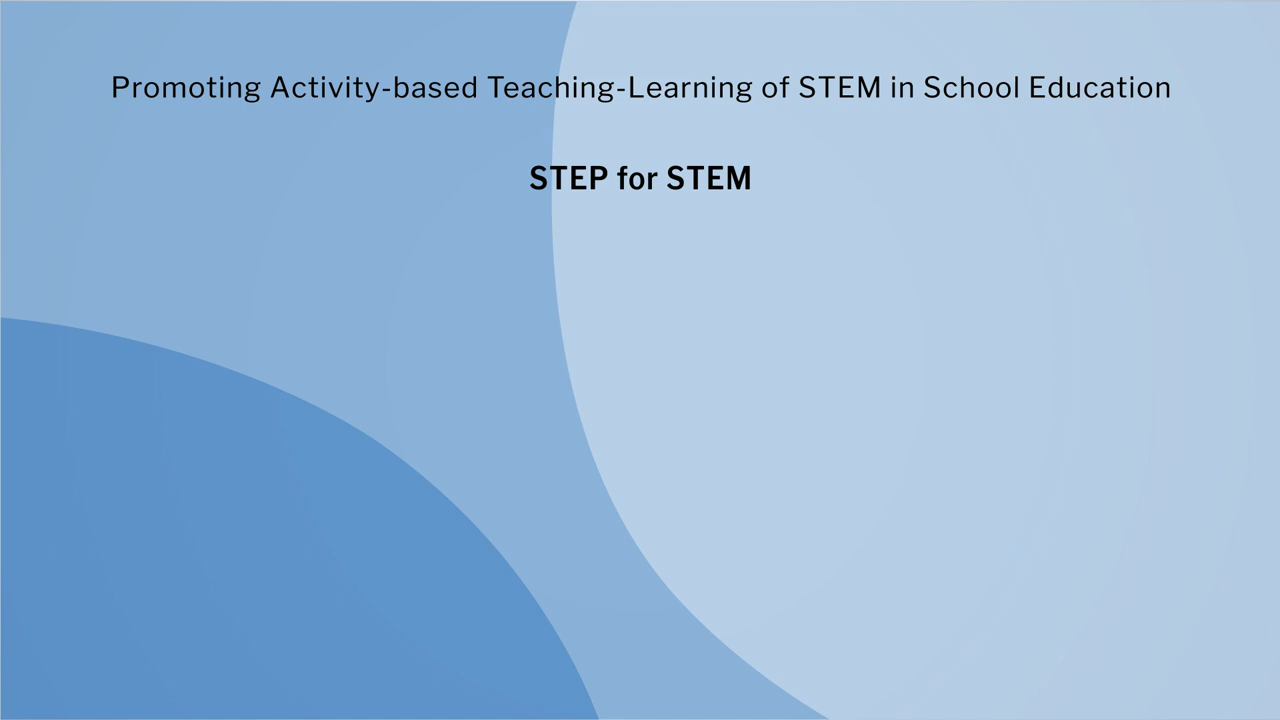 Promoting Activity-based Teaching-Learning of STEM in School Education
STEP for STEM